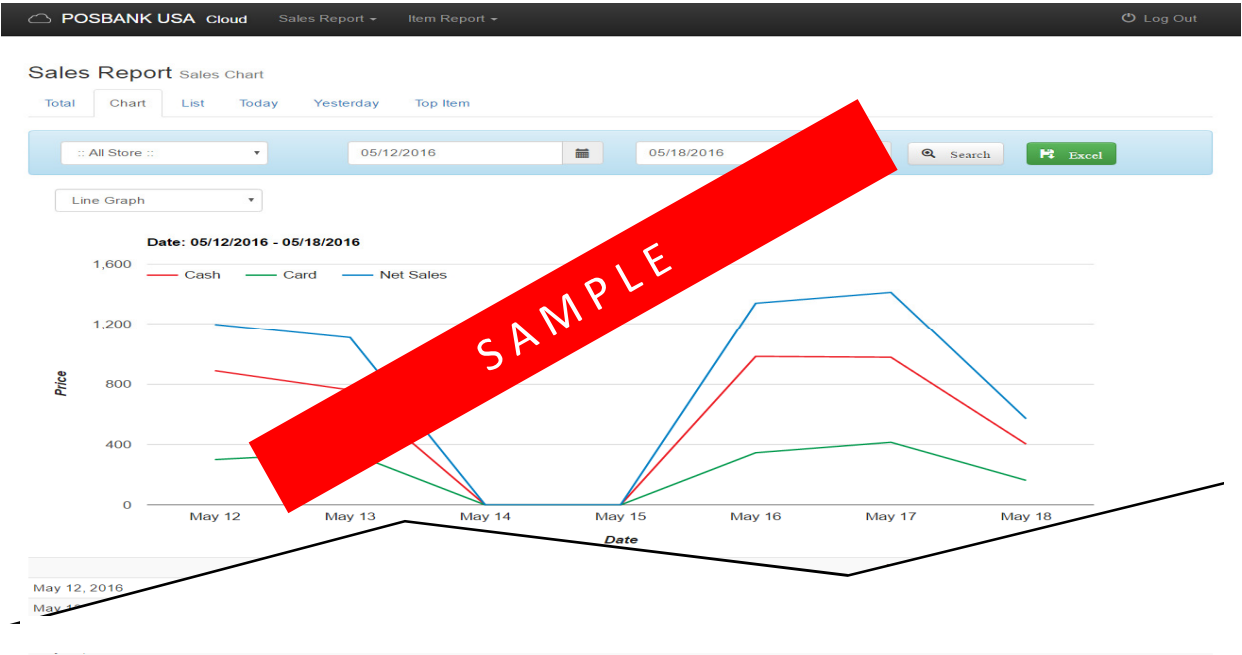 POSBANK USA Cloud Sales Report Item Report Log Out
Sales Report Sales Chart
Total Chart List Today Yesterday Top Item
:: All Store :: 05/12/2016 05/18/2016 Search Excel
Line Graph
Date: 05/12/2016 - 05/18/2016
Cash Card Net Sales
1,600
1,200
800
400
0
Price
SAMPLE
May 12 May 13 May 14 May 15 May 16 May 17 May 18
Date
May 12, 2016
May